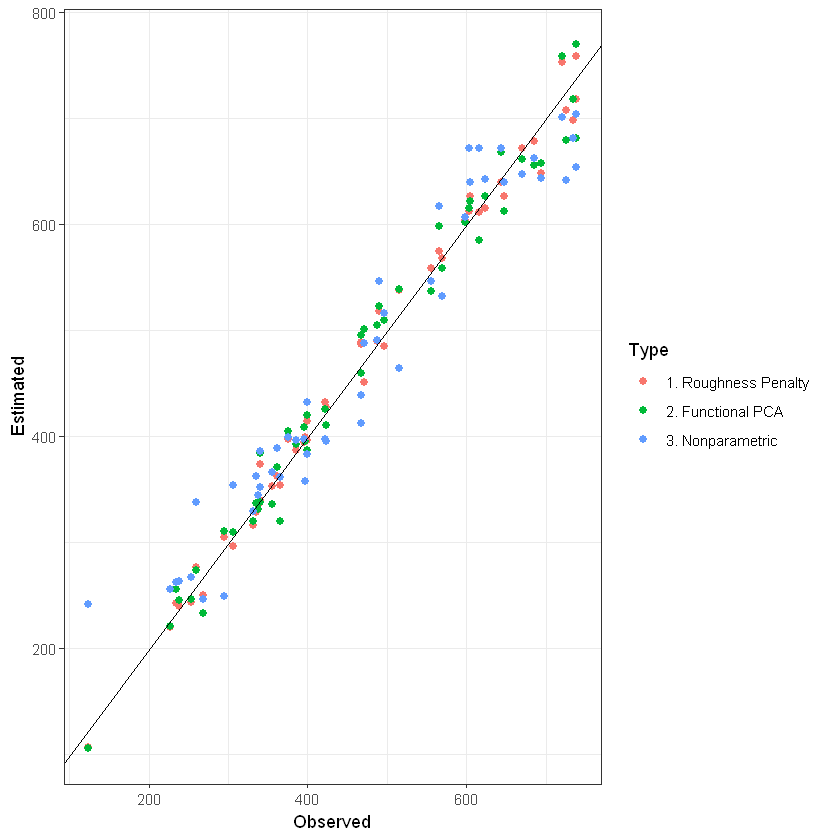 800
600
400
200
Estimated
200 400 600
Observed
Type
1. Roughness Penalty
2. Functional PCA
3. Nonparametric